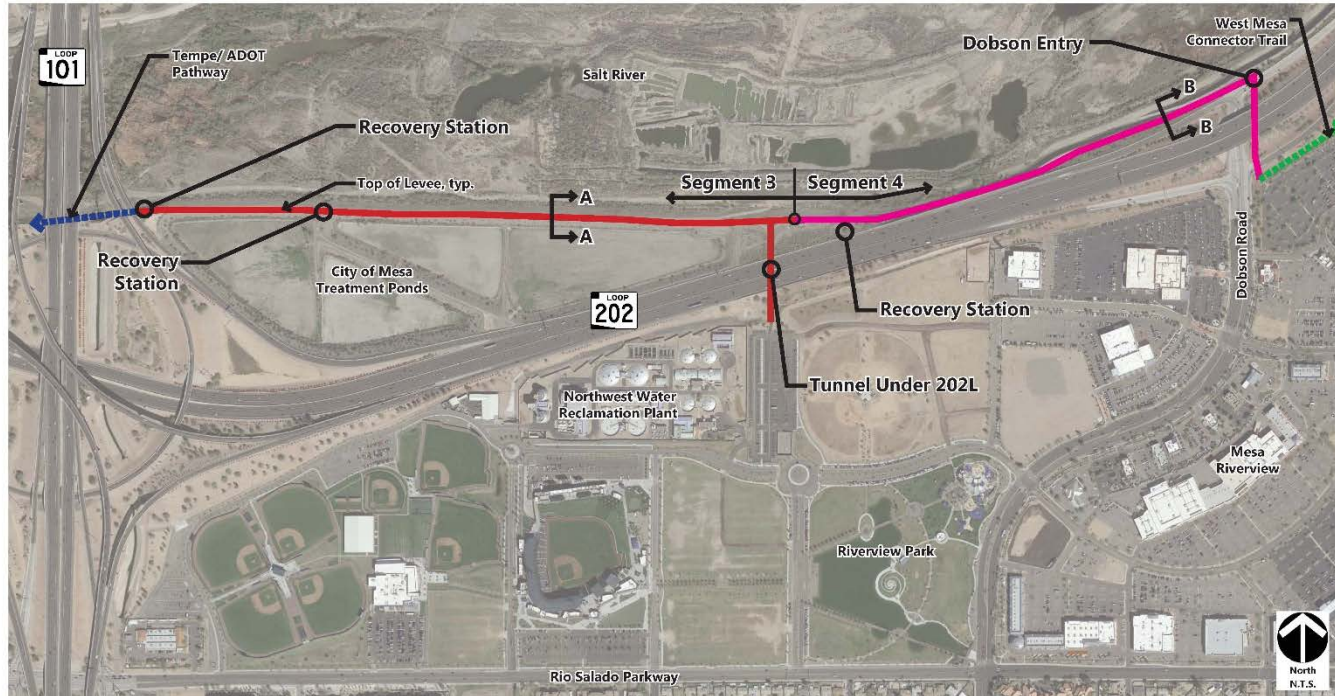 LOOP
101
Tempe/ ADOT
Pathway
Recovery Station
Salt River
Dobson Entry
West Mesa
Connector Trail
B
B
Top of Levee, typ.
A
A
Segment 3
Segment 4
Recovery
Station
City of Mesa
Treatment Ponds
LOOP
202
Recovery Station
Dobson Road
Tunnel Under 202L
Northwest Water
Reclamation Plant
Mesa
Riverview
Riverview Park
Rio Salado Parkway
North
N.T.S.